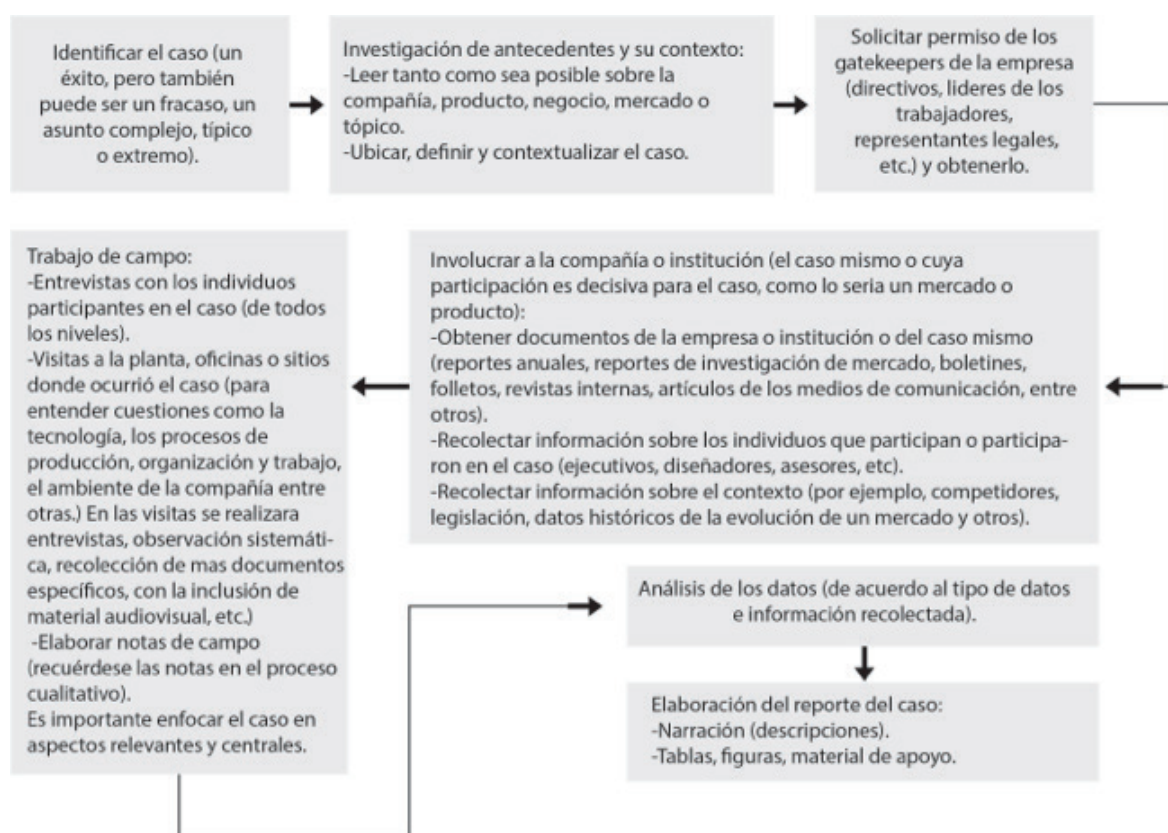 Identificar el caso (un
éxito, pero también
puede ser un fracaso, un
asunto complejo, típico
o extremo).
Investigación de antecedentes y su contexto:
-Leer tanto como sea posible sobre la
compañía, producto, negocio, mercado o
tópico.
-Ubicar, definir y contextualizar el caso.
Solicitar permiso de los
gatekeepers de la empresa
(directivos, lideres de los
trabajadores,
representantes legales,
etc.) y obtenerlo.
Involucrar a la compañía o institución (el caso mismo o cuya
participación es decisiva para el caso, como lo seria un mercado o
producto):
-Obtener documentos de la empresa o institución o del caso mismo
(reportes anuales, reportes de investigación de mercado, boletines,
folletos, revistas internas, artículos de los medios de comunicación, entre
otros).
-Recolectar información sobre los individuos que participan o participa-
ron en el caso (ejecutivos, diseñadores, asesores, etc).
-Recolectar información sobre el contexto (por ejemplo, competidores,
legislación, datos históricos de la evolución de un mercado y otros).
Trabajo de campo:
-Entrevistas con los individuos
participantes en el caso (de todos
los niveles).
-Visitas a la planta, oficinas o sitios
donde ocurrió el caso (para
entender cuestiones como la
tecnología, los procesos de
producción, organización y trabajo,
el ambiente de la compañía entre
otras.) En las visitas se realizara
entrevistas, observación sistemáti-
ca, recolección de mas documentos
específicos, con la inclusión de
material audiovisual, etc.)
-Elaborar notas de campo
(recuérdese las notas en el proceso
cualitativo).
Es importante enfocar el caso en
aspectos relevantes y centrales.
Análisis de los datos (de acuerdo al tipo de datos
e información recolectada).
Elaboración del reporte del caso:
-Narración (descripciones).
-Tablas, figuras, material de apoyo.